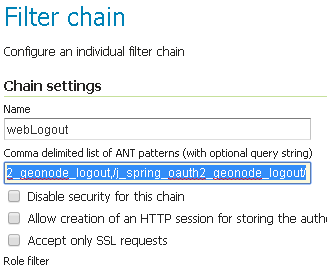 Filter chain
Configure an individual filter chain
Chain settings
Name
webLogout
Comma delimited list of ANT patterns (with optional query string)
2_geonode_logout,/j_spring_oauth2_geonode_logout/
Disable security for this chain
Allow creation of an HTTP session for storing the authe
Accept only SSL requests
Role filter